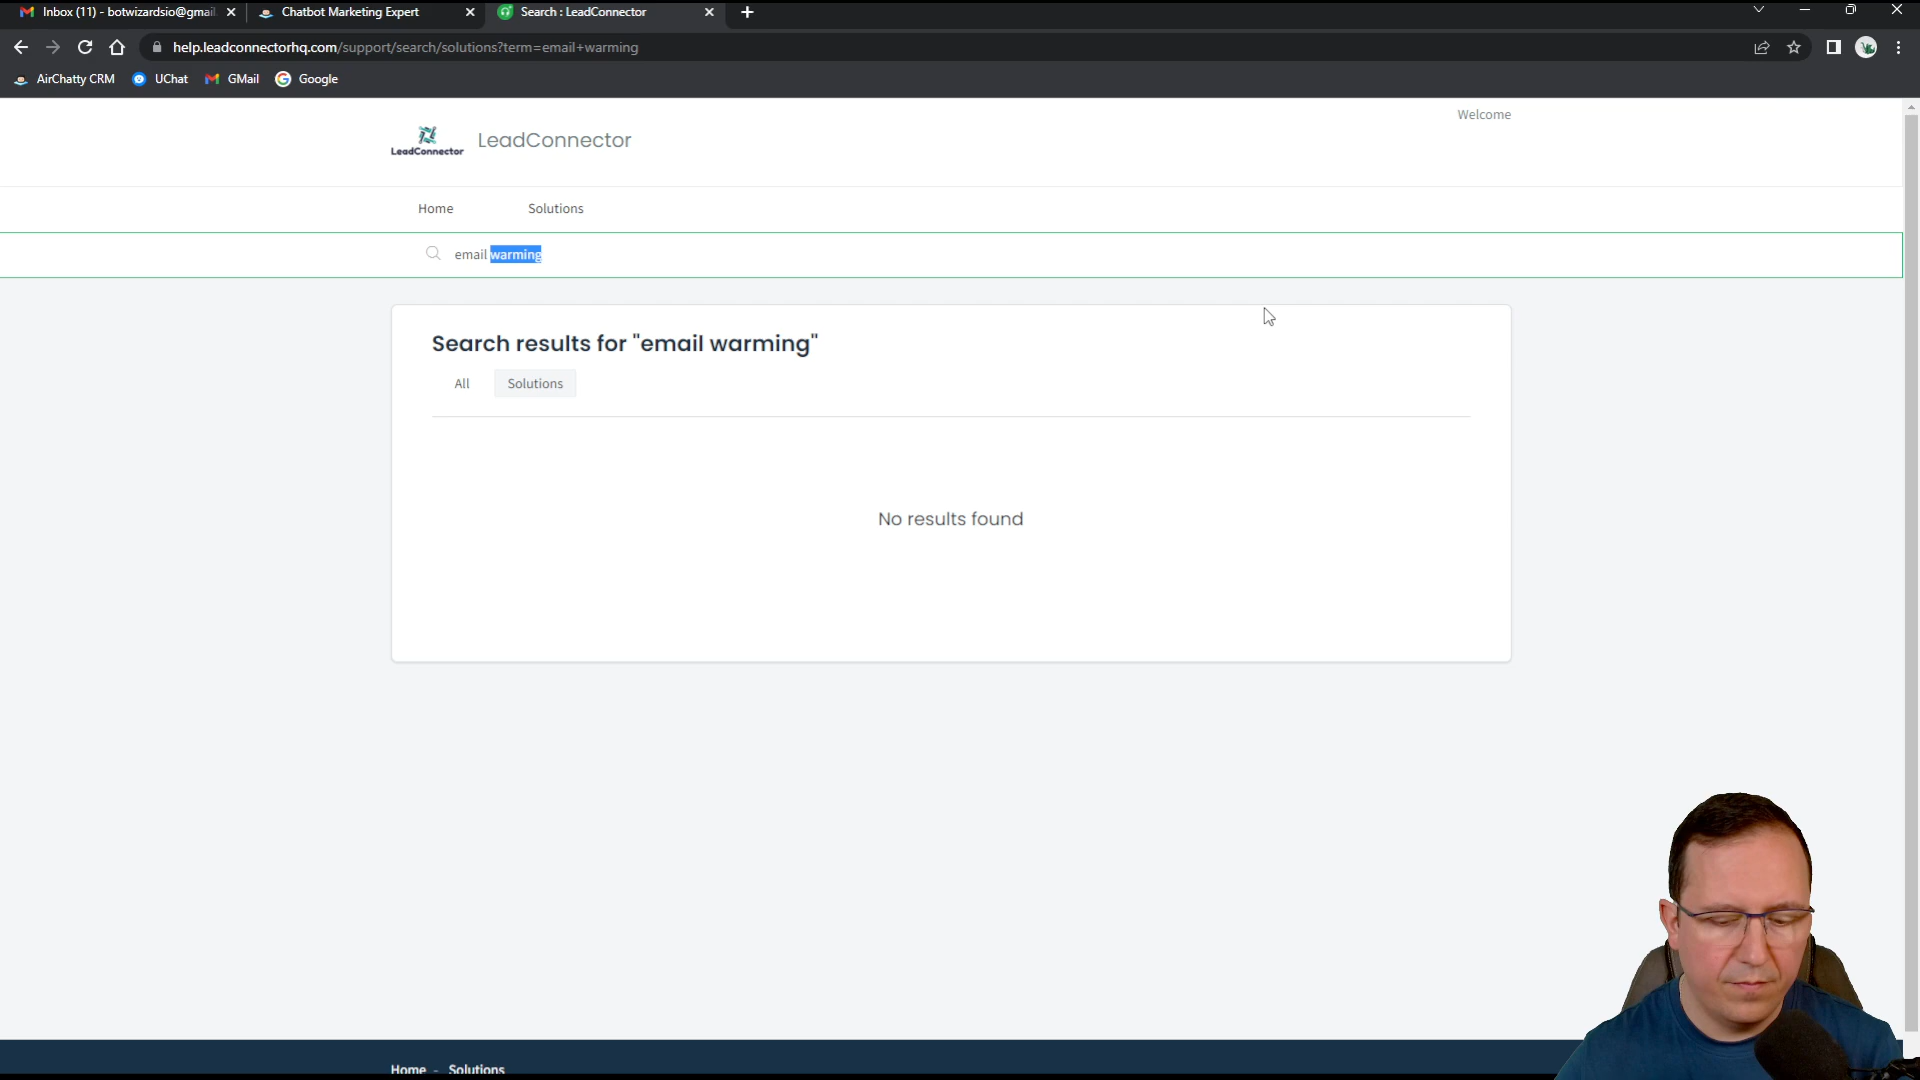 Inbox (11) - botwizardsio@gmail
Chatbot Marketing Expert
Search : LeadConnector
help.leadconnectorhq.com/support/search/solutions?term=email+warming
AirChatty CRM
UChat
GMail
Google
Welcome
LeadConnector
LeadConnector
Home
Solutions
email warming
Search results for "email warming"
All
Solutions
No results found
Home - Solutions